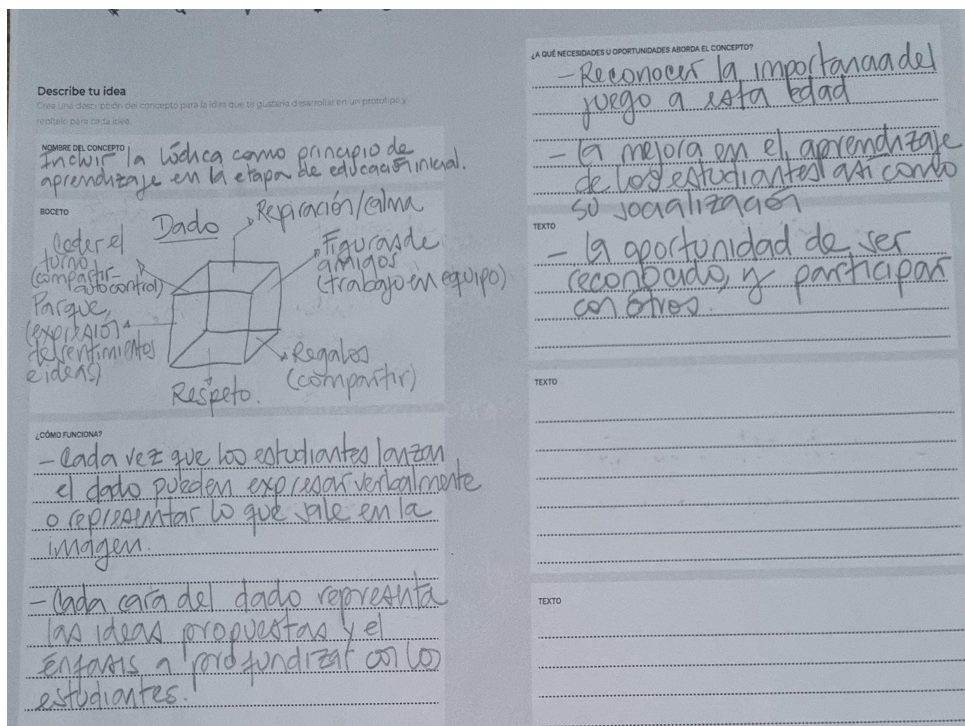 Describe tu idea
Crea una descripción del concepto para la idea que te gustaría desarrollar en un prototipo y
repítelo para cada idea.
NOMBRE DEL CONCEPTO
Incluir la lúdica como principio de
aprendizaje en la etapa de educación inicial.
BOCETO
Dado
Respiración/calma
Ceder el
turno
(compartir-
autocontrol)
Figuras de
amigos
(trabajo en equipo)
Parque,
(expresión
de sentimientos
e ideas)
Regalos
(compartir)
Respeto.
¿CÓMO FUNCIONA?
- Cada vez que los estudiantes lanzan
el dado pueden expresar verbalmente
o representar lo que sale en la
imagen.
- Cada cara del dado representa
las ideas propuestas y el
énfasis a profundizar con los
estudiantes.
¿A QUÉ NECESIDADES U OPORTUNIDADES ABORDA EL CONCEPTO?
- Reconocer la importancia del
juego a esta edad
- la mejora en el aprendizaje
de los estudiantes así como
su socialización
TEXTO
- la oportunidad de ser
reconocido, y participar
con otros.
TEXTO
TEXTO